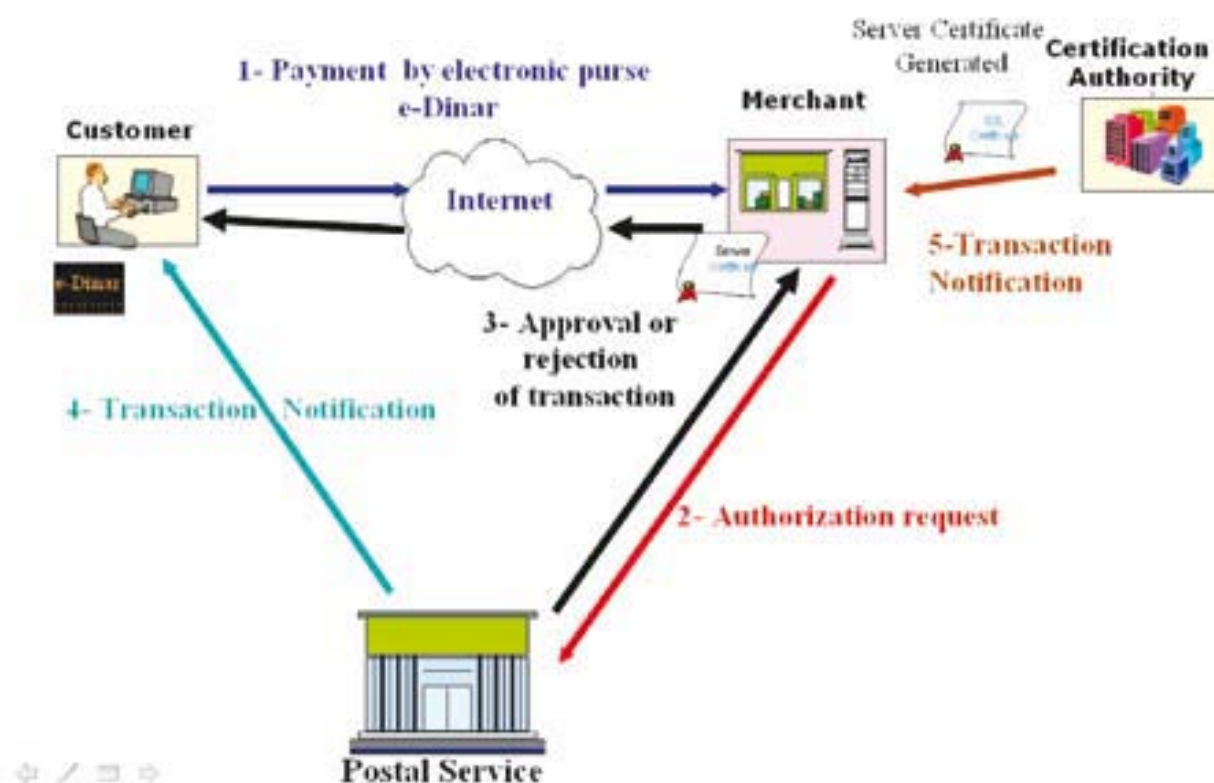 Server Certificate
Generated
Certification
Authority
1- Payment by electronic purse
e-Dinar
Merchant
Customer
Internet
Server
e-Dinar
5-Transaction
Notification
3- Approval or
rejection
of transaction
4- Transaction Notification
2- Authorization request
Postal Service